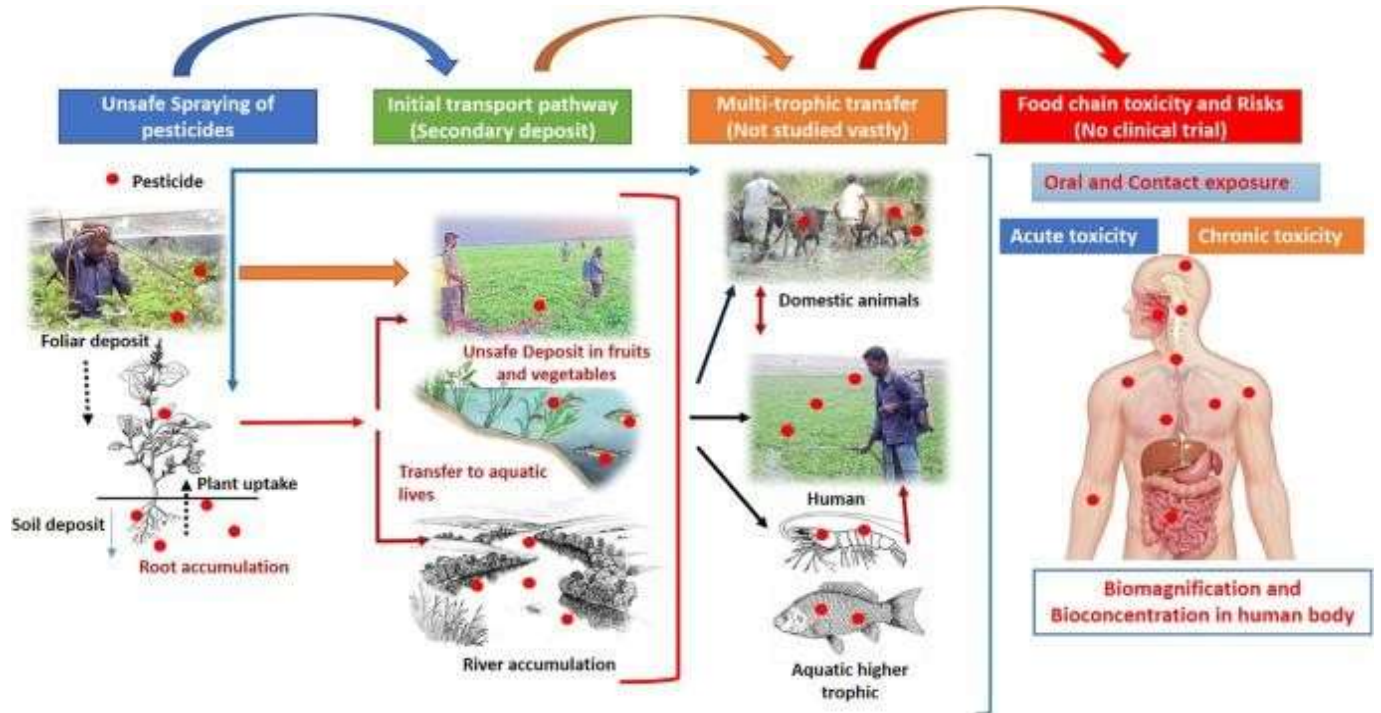 Unsafe Spraying of
pesticides
Initial transport pathway
(Secondary deposit)
Multi-trophic transfer
(Not studied vastly)
Food chain toxicity and Risks
(No clinical trial)
Pesticide
Foliar deposit
Plant uptake
Soil deposit
Root accumulation
Unsafe Deposit in fruits
and vegetables
Transfer to aquatic
lives
River accumulation
Domestic animals
Human
Aquatic higher
trophic
Oral and Contact exposure
Acute toxicity
Chronic toxicity
Biomagnification and
Bioconcentration in human body